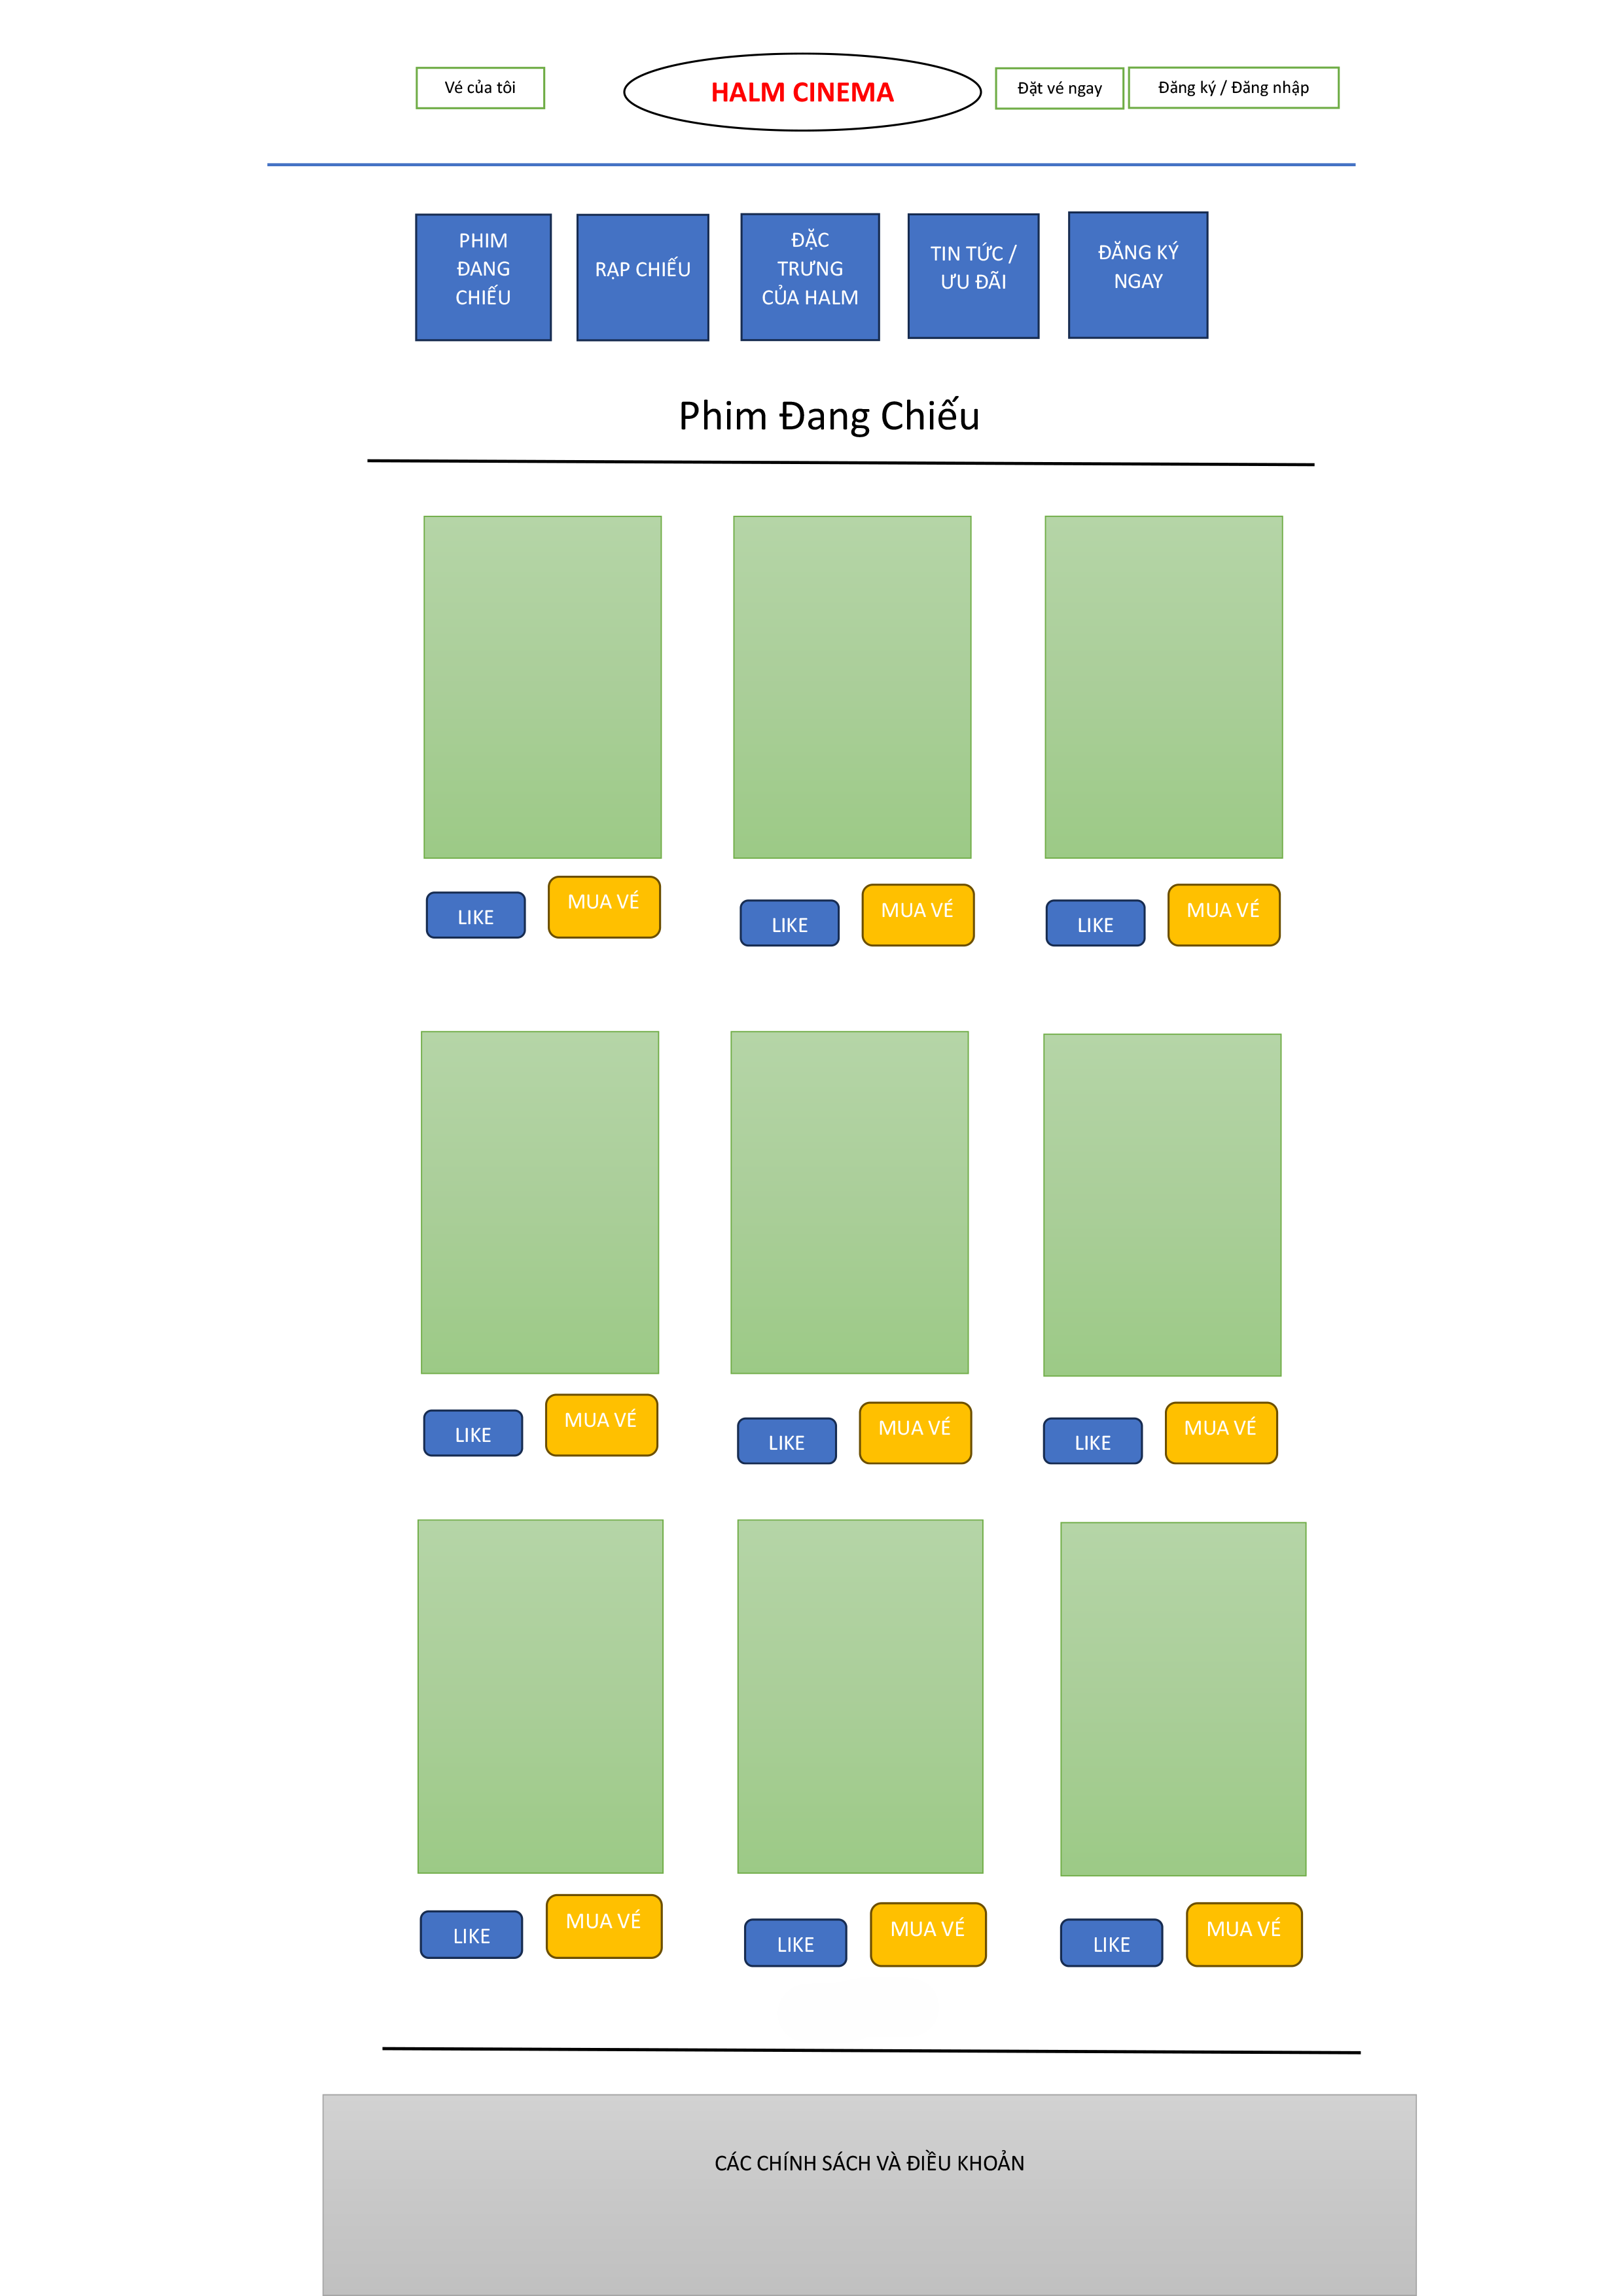 Vé của tôi
HALM CINEMA
Đặt vé ngay
Đăng ký / Đăng nhập
PHIM
ĐANG
CHIẾU
RẠP CHIẾU
ĐẶC
TRƯNG
CỦA HALM
TIN TỨC /
ƯU ĐÃI
ĐĂNG KÝ
NGAY
Phim Đang Chiếu
LIKE
MUA VÉ
LIKE
MUA VÉ
LIKE
MUA VÉ
LIKE
MUA VÉ
LIKE
MUA VÉ
LIKE
MUA VÉ
LIKE
MUA VÉ
LIKE
MUA VÉ
LIKE
MUA VÉ
CÁC CHÍNH SÁCH VÀ ĐIỀU KHOẢN